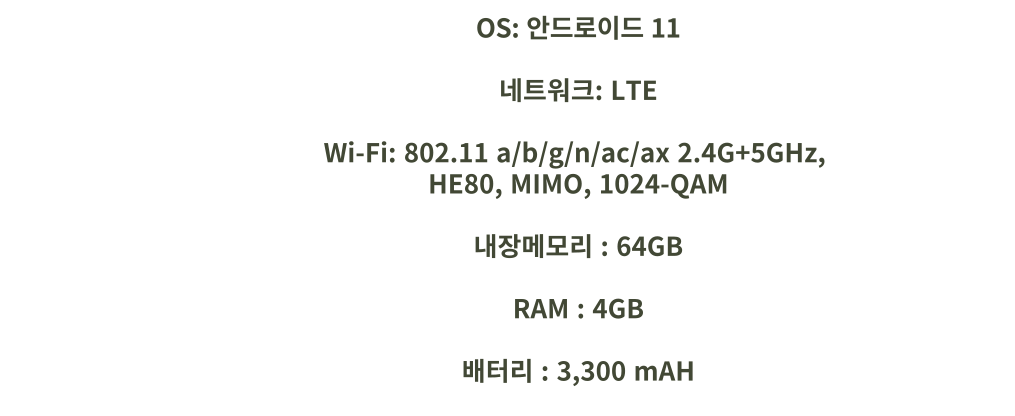 OS: 안드로이드 11
네트워크: LTE
Wi-Fi: 802.11 a/b/g/n/ac/ax 2.4G+5GHz,
HE80, MIMO, 1024-QAM
내장메모리 : 64GB
RAM : 4GB
배터리 : 3,300 mAH